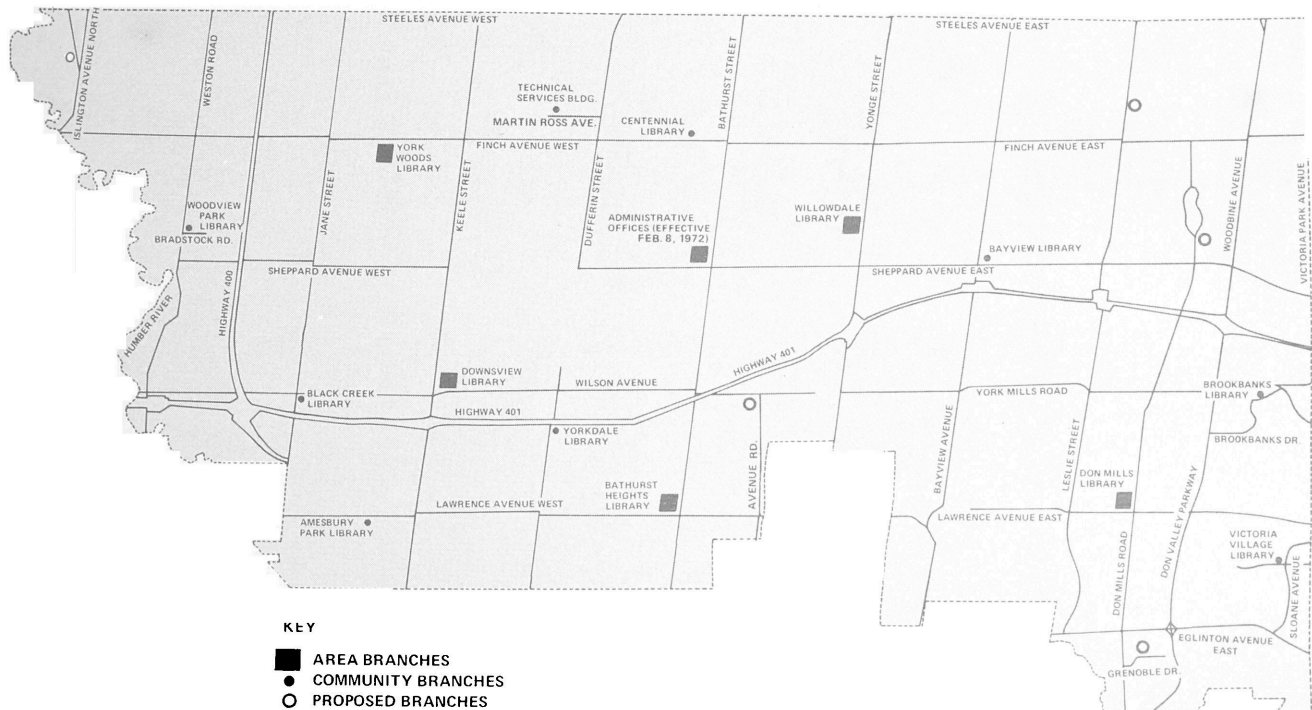 STEELES AVENUE WEST
STEELES AVENUE EAST
ISLINGTON AVENUE NORTH
WESTON ROAD
BATHURST STREET
YONGE STREET
TECHNICAL
SERVICES BLDG.
MARTIN ROSS AVE.
CENTENNIAL
LIBRARY
YORK
WOODS
LIBRARY
FINCH AVENUE WEST
FINCH AVENUE EAST
JANE STREET
KEELE STREET
DUFFERIN STREET
WOODVIEW
PARK
LIBRARY
BRADSTOCK RD.
ADMINISTRATIVE
OFFICES (EFFECTIVE
FEB. 8, 1972)
WILLOWDALE
LIBRARY
BAYVIEW LIBRARY
WOODBINE AVENUE
VICTORIA PARK AVENUE
SHEPPARD AVENUE WEST
SHEPPARD AVENUE EAST
HUMBER RIVER
HIGHWAY 400
HIGHWAY 401
DOWNSVIEW
LIBRARY
WILSON AVENUE
BLACK CREEK
LIBRARY
HIGHWAY 401
YORKDALE
LIBRARY
YORK MILLS ROAD
BROOKBANKS
LIBRARY
BROOKBANKS DR.
AVENUE RD.
BAYVIEW AVENUE
LESLIE STREET
BATHURST
HEIGHTS
LIBRARY
DON MILLS
LIBRARY
LAWRENCE AVENUE WEST
LAWRENCE AVENUE EAST
AMESBURY
PARK LIBRARY
DON MILLS ROAD
DON VALLEY PARKWAY
VICTORIA
VILLAGE
LIBRARY
SLOANE AVENUE
EGLINTON AVENUE
EAST
GRENOBLE DR.
KEY
AREA BRANCHES
COMMUNITY BRANCHES
PROPOSED BRANCHES